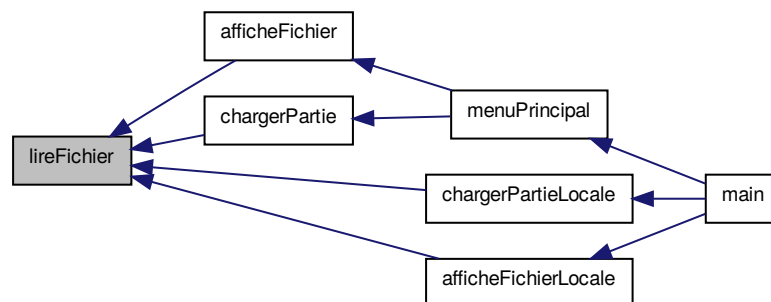 afficheFichier
chargerPartie
menuPrincipal
lireFichier
chargerPartieLocale
main
afficheFichierLocale